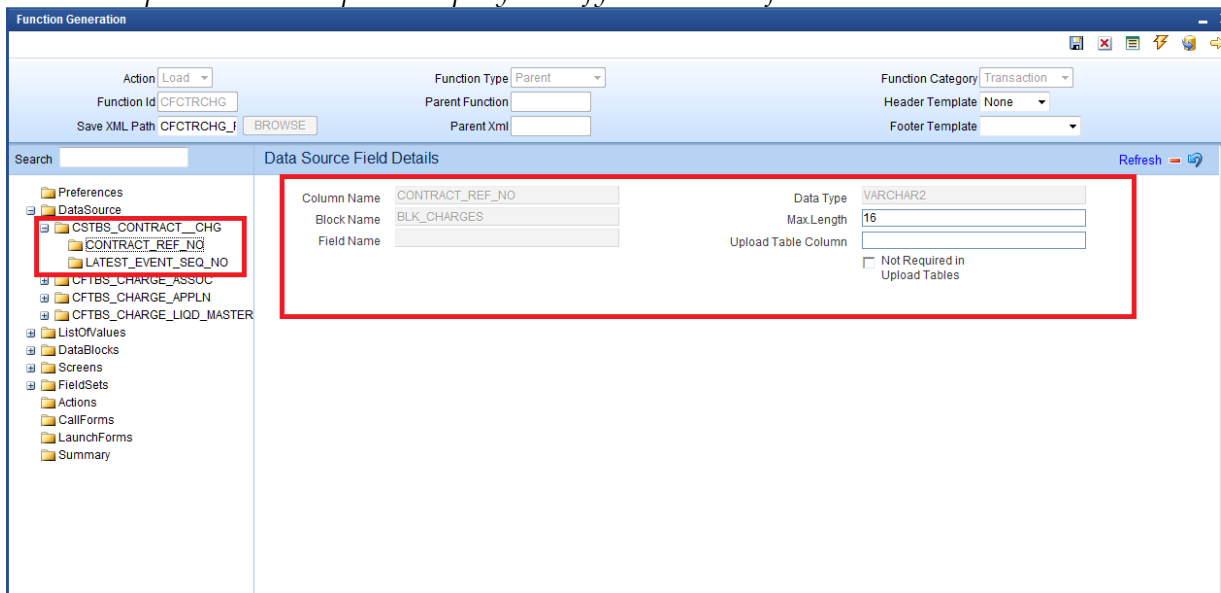 Function Generation
Action Load
Function Type Parent
Function Category Transaction
Function Id CFCTRCHG
Parent Function
Header Template None
Save XML Path CFCTRCHG_F BROWSE
Parent Xml
Footer Template
Search
Data Source Field Details
Refresh
Preferences
DataSource
CSTBS_CONTRACT__CHG
CONTRACT_REF_NO
LATEST_EVENT_SEQ_NO
CFTBS_CHARGE_ASSOC
CFTBS_CHARGE_APPLN
CFTBS_CHARGE_LIQD_MASTER
ListOfValues
DataBlocks
Screens
FieldSets
Actions
CallForms
LaunchForms
Summary
Column Name CONTRACT_REF_NO
Data Type VARCHAR2
Block Name BLK_CHARGES
Max.Length 16
Field Name
Upload Table Column
Not Required in
Upload Tables